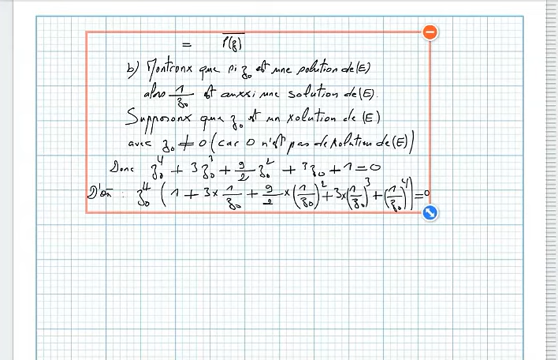 = \overline{P(z)}
b) Montrons que si z₀ est une solution de (E)
alors 1/z₀ est aussi une solution de (E).
Supposons que z₀ est un solution de (E)
avec z₀ ≠ 0 (car 0 n'est pas de solution de (E))
Donc z₀⁴ + 3z₀³ + 9/2 z₀² + 3z₀ + 1 = 0
D'où : z₀⁴ (1 + 3 × 1/z₀ + 9/2 × (1/z₀)² + 3 × (1/z₀)³ + (1/z₀)⁴) = 0